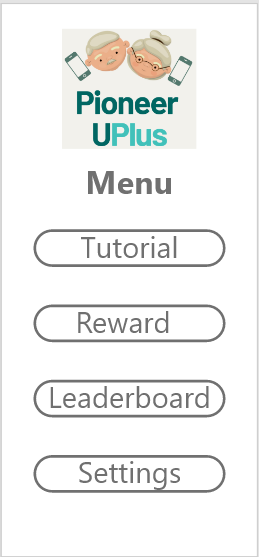 Pioneer
UPlus
Menu
Tutorial
Reward
Leaderboard
Settings